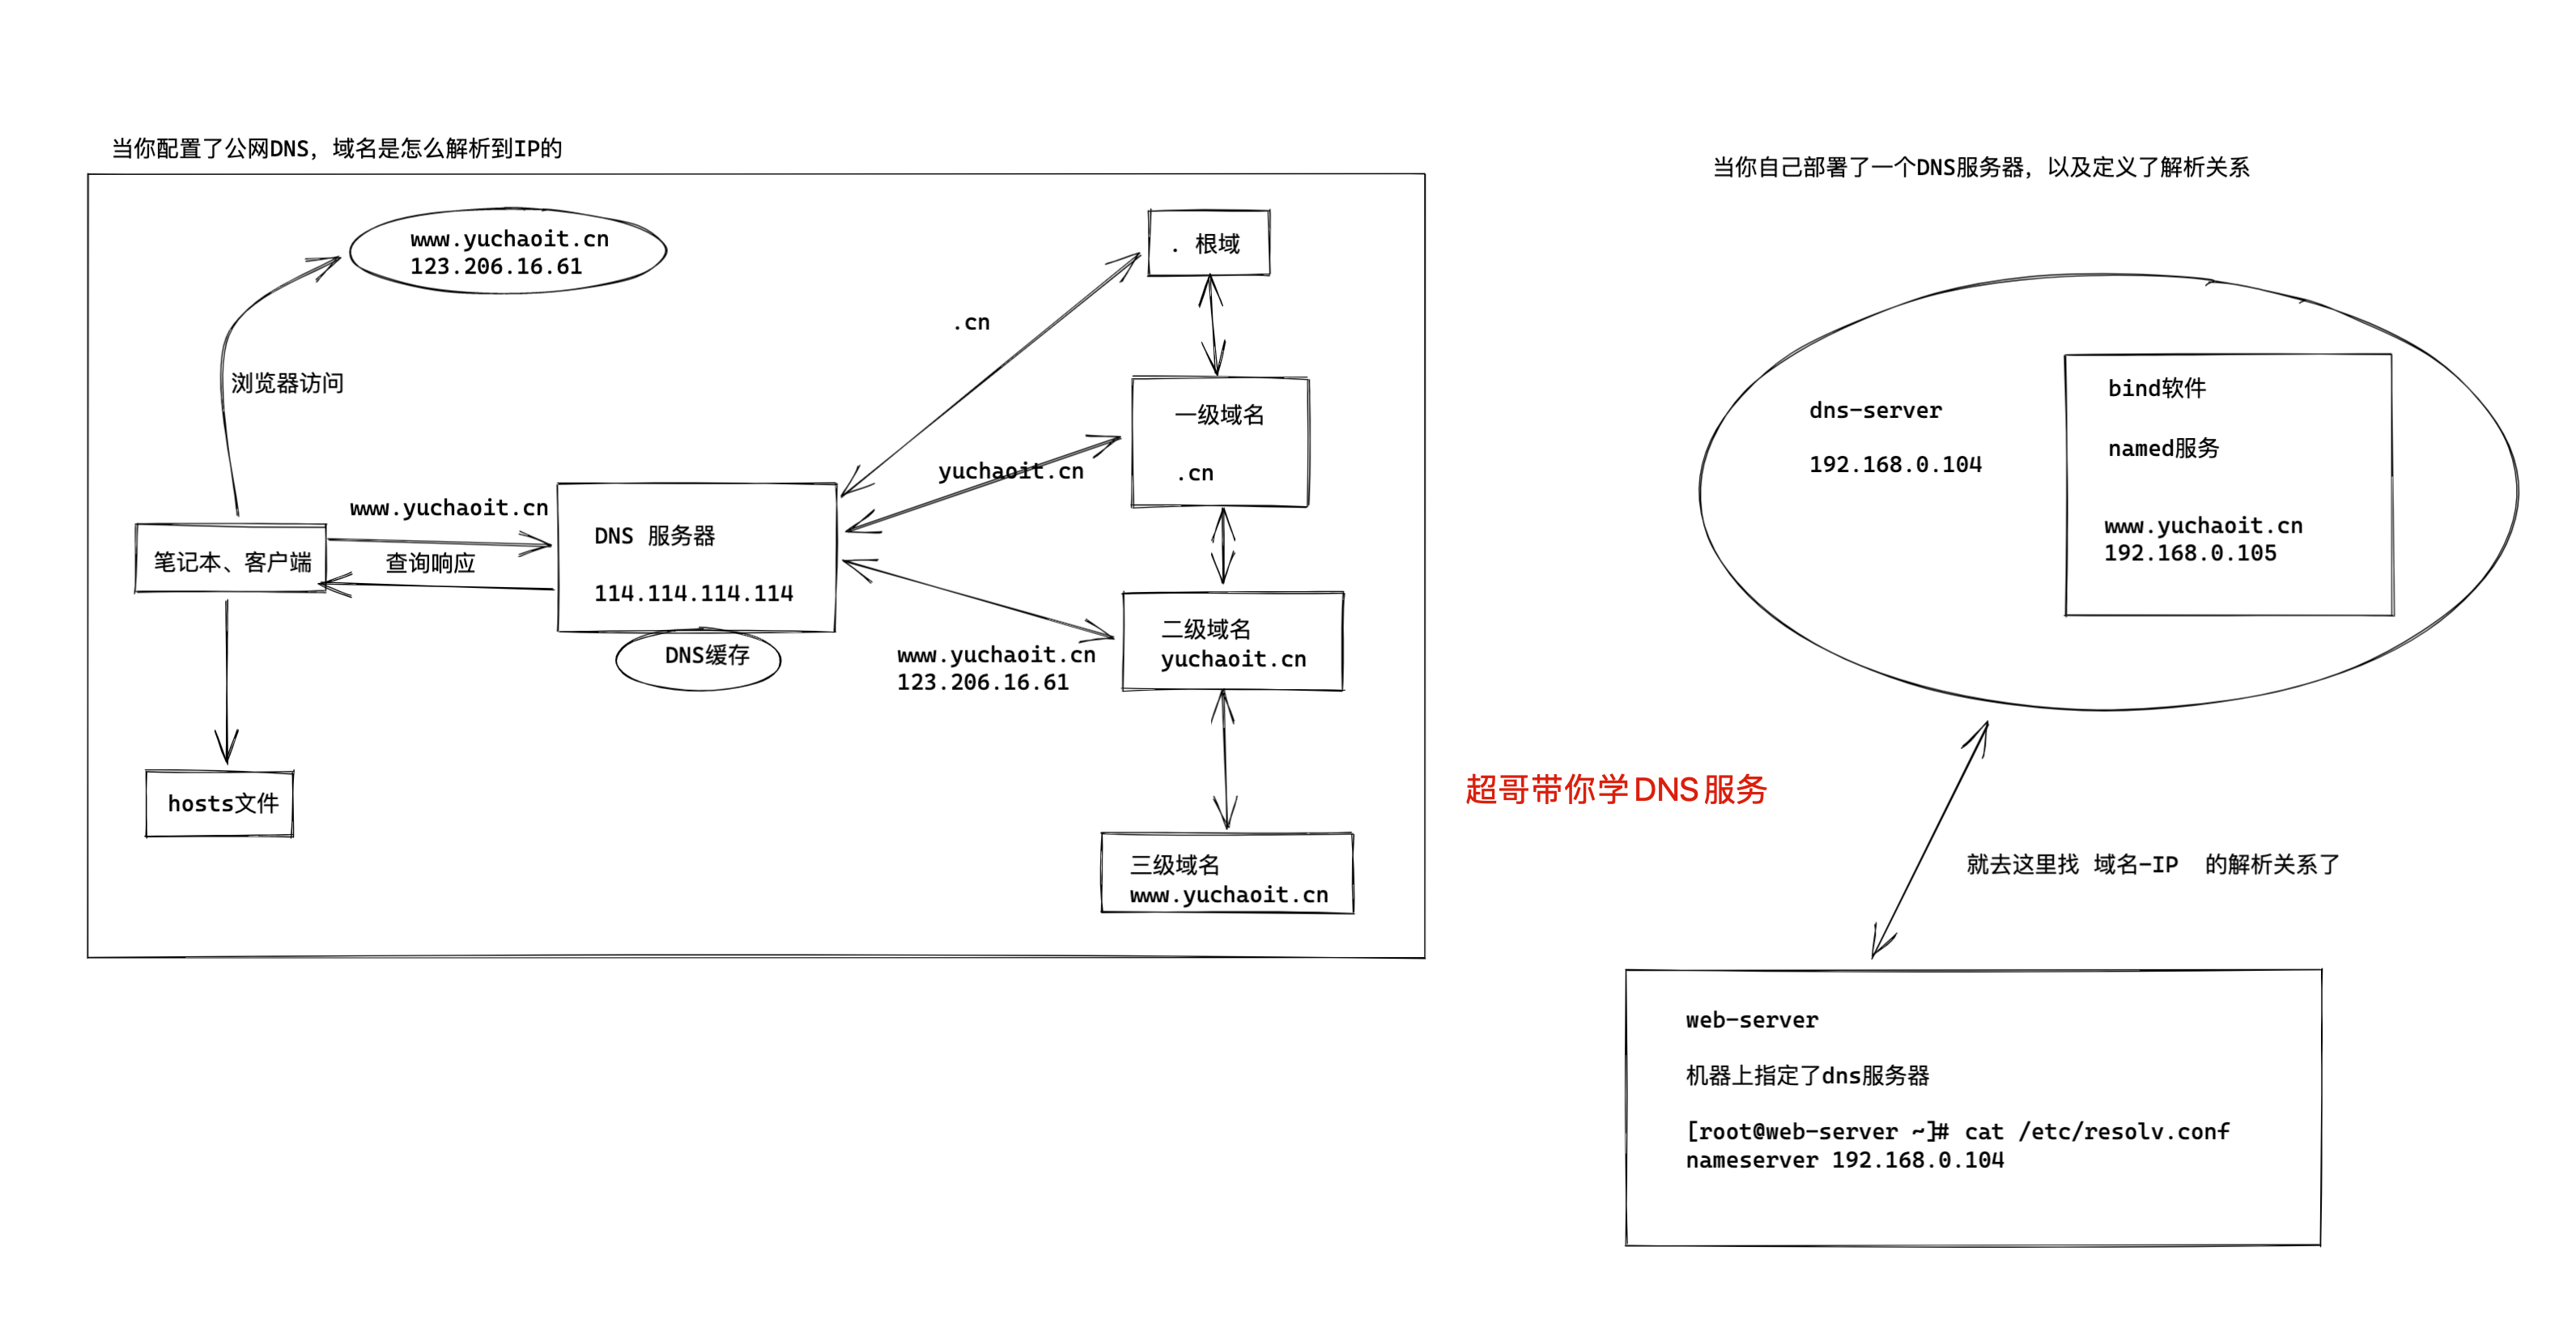 当你配置了公网DNS，域名是怎么解析到IP的
www.yuchaoit.cn
123.206.16.61
浏览器访问
www.yuchaoit.cn
查询响应
笔记本、客户端
hosts文件
DNS 服务器
114.114.114.114
DNS缓存
.cn
yuchaoit.cn
www.yuchaoit.cn
123.206.16.61
. 根域
一级域名
.cn
二级域名
yuchaoit.cn
三级域名
www.yuchaoit.cn
超哥带你学DNS服务
当你自己部署了一个DNS服务器，以及定义了解析关系
dns-server
192.168.0.104
bind软件
named服务
www.yuchaoit.cn
192.168.0.105
就去这里找 域名-IP 的解析关系了
web-server
机器上指定了dns服务器
[root@web-server ~]# cat /etc/resolv.conf
nameserver 192.168.0.104